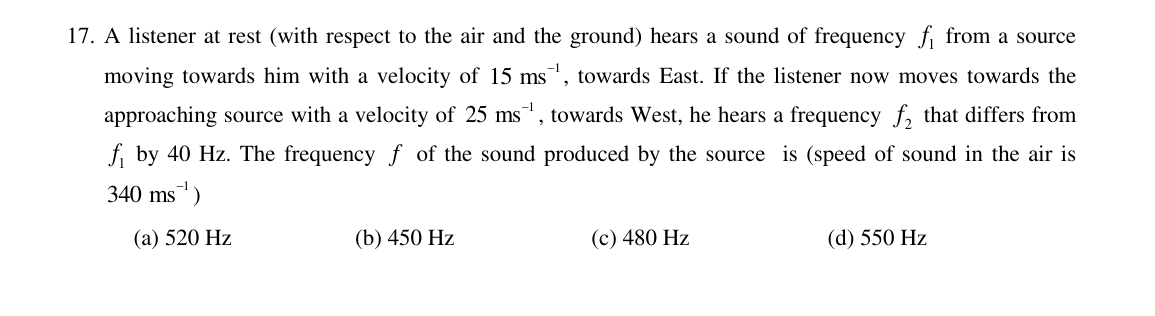 17. A listener at rest (with respect to the air and the ground) hears a sound of frequency f₁ from a source
moving towards him with a velocity of 15 ms⁻¹, towards East. If the listener now moves towards the
approaching source with a velocity of 25 ms⁻¹, towards West, he hears a frequency f₂ that differs from
f₁ by 40 Hz. The frequency f of the sound produced by the source is (speed of sound in the air is
340 ms⁻¹)
(a) 520 Hz (b) 450 Hz (c) 480 Hz (d) 550 Hz